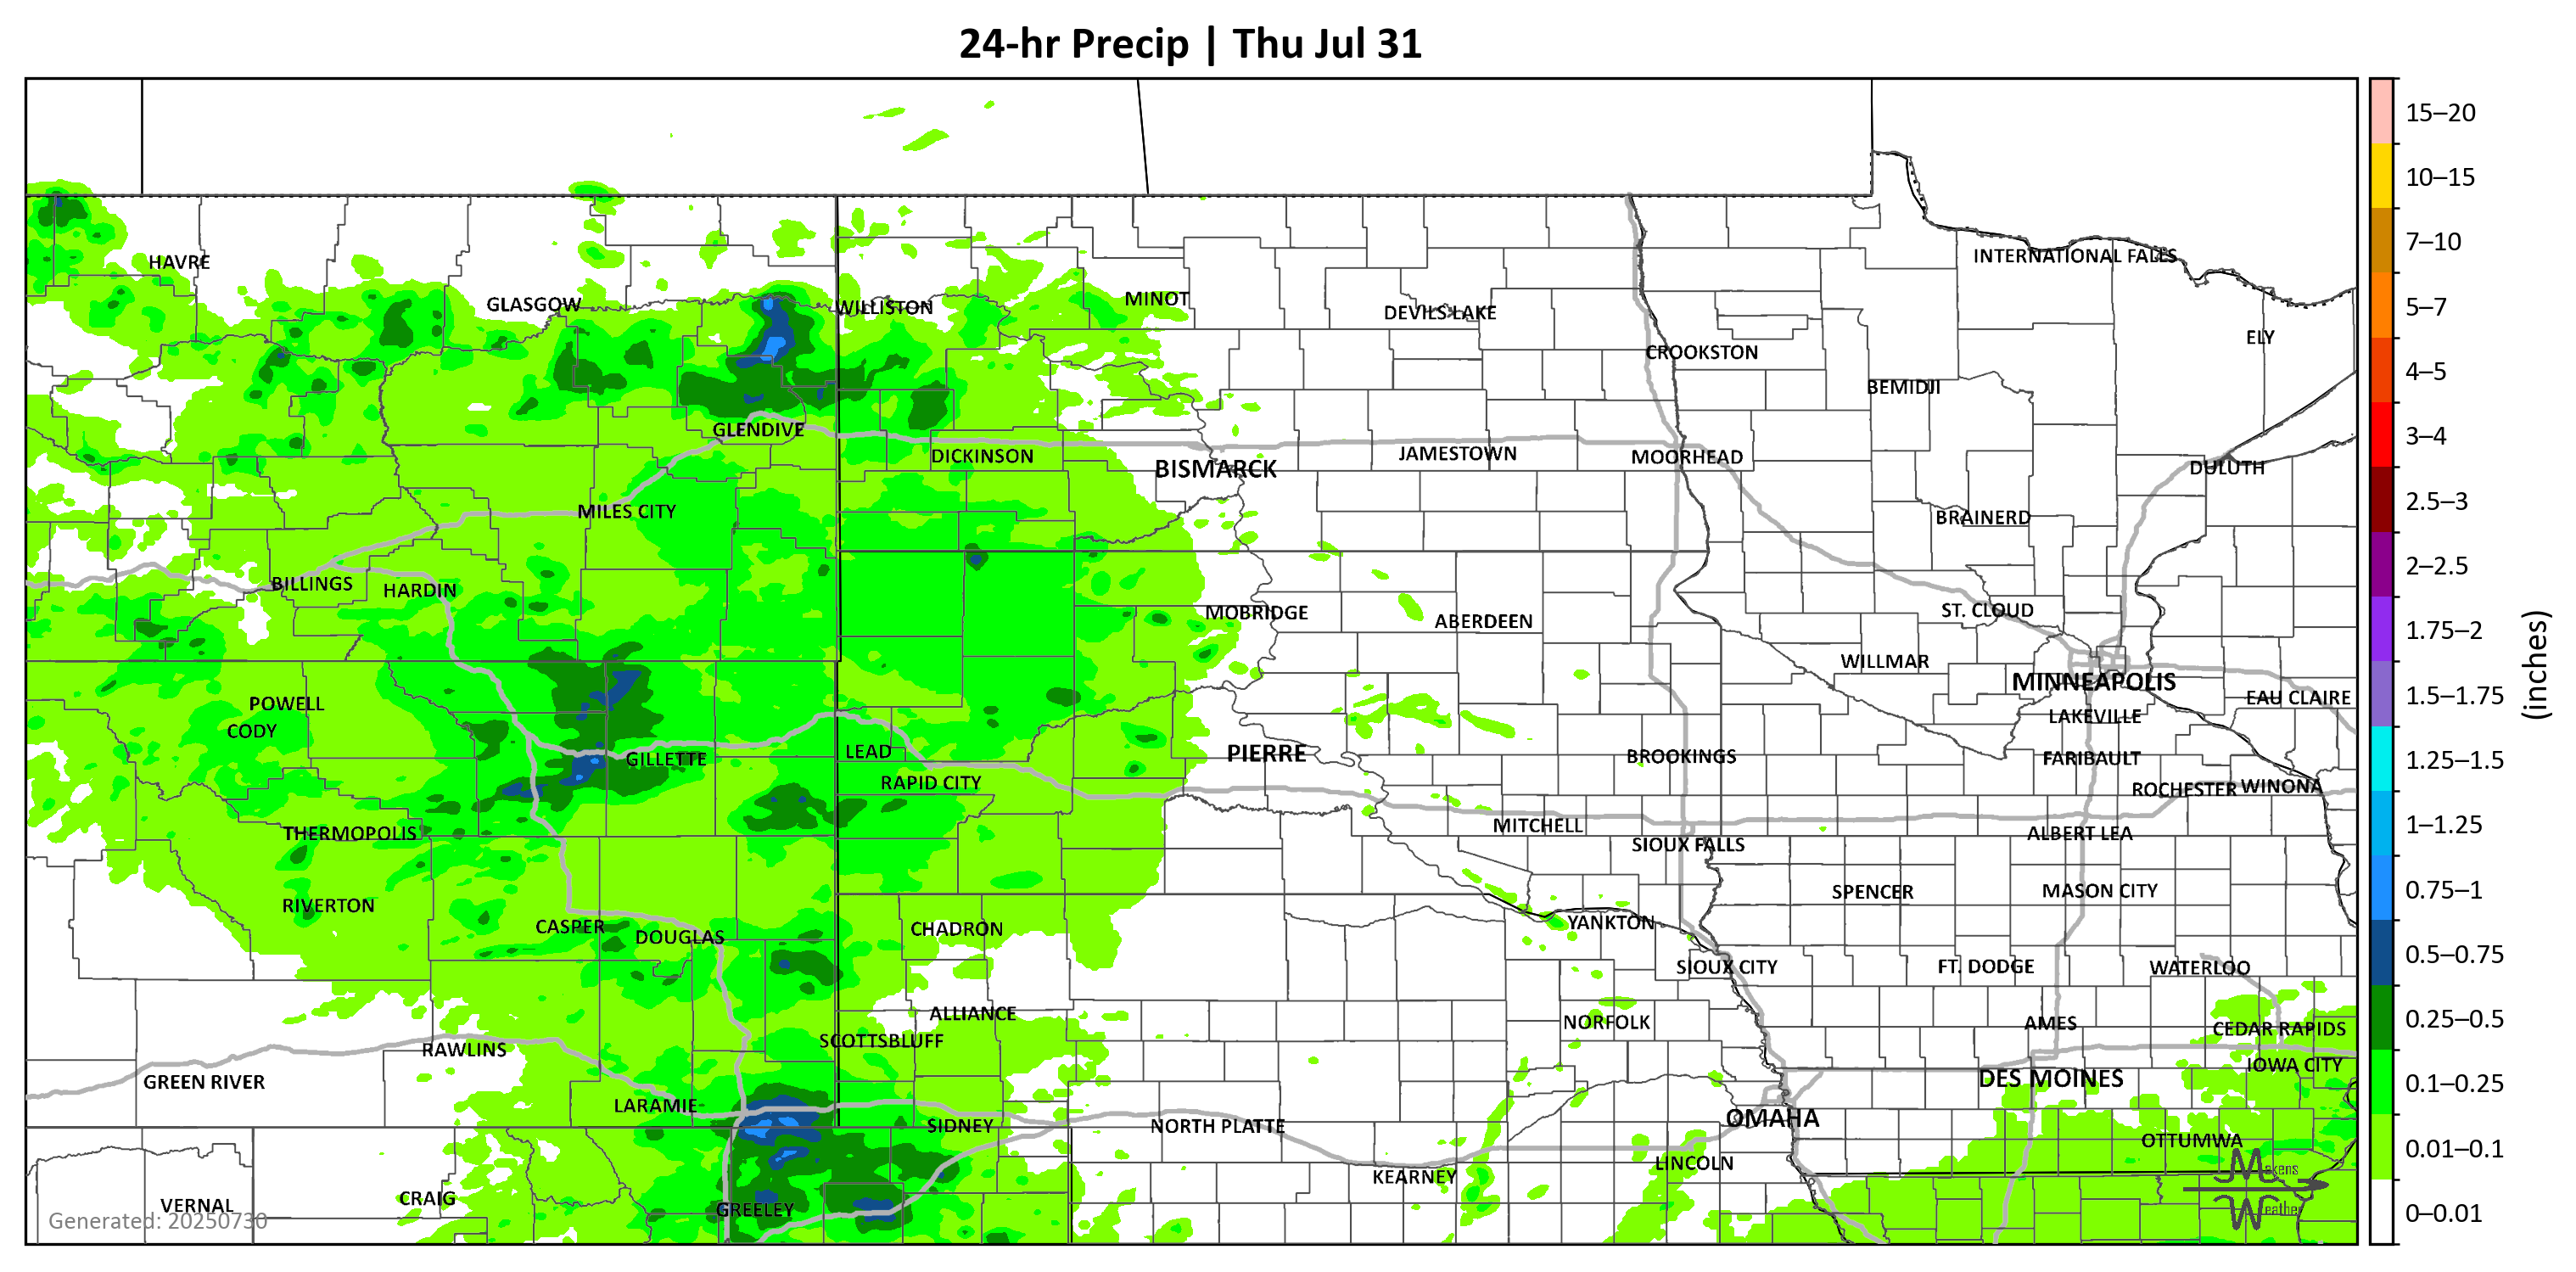 24-hr Precip | Thu Jul 31
15–20
10–15
7–10
5–7
4–5
3–4
2.5–3
2–2.5
1.75–2
1.5–1.75
1.25–1.5
1–1.25
0.75–1
0.5–0.75
0.25–0.5
0.1–0.25
0.01–0.1
0–0.01
(inches)
HAVRE
INTERNATIONAL FALLS
GLASGOW
WILLISTON
MINOT
DEVILS LAKE
ELY
CROOKSTON
BEMIDJI
GLENDIVE
DICKINSON
BISMARCK
JAMESTOWN
MOORHEAD
DULUTH
MILES CITY
BRAINERD
BILLINGS
HARDIN
MOBRIDGE
ABERDEEN
ST. CLOUD
WILLMAR
MINNEAPOLIS
POWELL
EAU CLAIRE
CODY
LAKEVILLE
GILLETTE
LEAD
PIERRE
BROOKINGS
FARIBAULT
RAPID CITY
ROCHESTER
WINONA
THERMOPOLIS
MITCHELL
ALBERT LEA
SIOUX FALLS
SPENCER
MASON CITY
RIVERTON
CASPER
DOUGLAS
CHADRON
YANKTON
SIOUX CITY
FT. DODGE
WATERLOO
ALLIANCE
NORFOLK
AMES
CEDAR RAPIDS
RAWLINS
SCOTTSBLUFF
IOWA CITY
GREEN RIVER
DES MOINES
LARAMIE
SIDNEY
NORTH PLATTE
OMAHA
OTTUMWA
LINCOLN
KEARNEY
VERNAL
CRAIG
GREELEY
Makens
Weather
Generated: 20250730